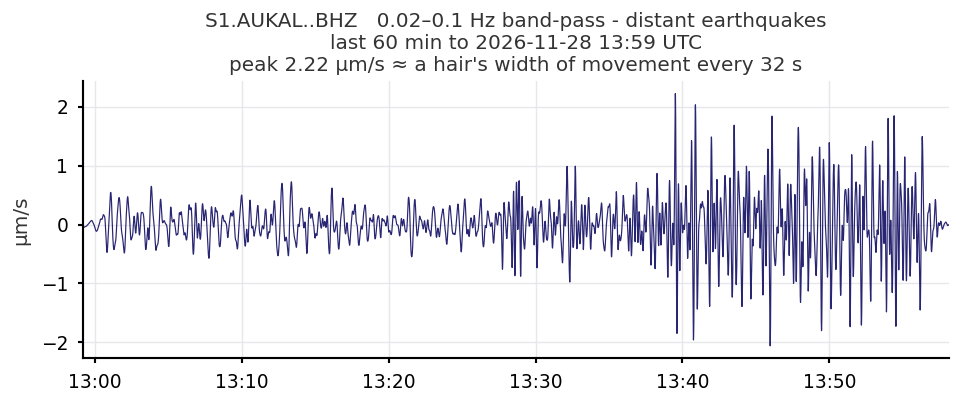 S1.AUKAL..BHZ   0.02–0.1 Hz band-pass - distant earthquakes
last 60 min to 2026-11-28 13:59 UTC
peak 2.22 µm/s ≈ a hair's width of movement every 32 s
µm/s
2
1
0
−1
−2
13:00 13:10 13:20 13:30 13:40 13:50